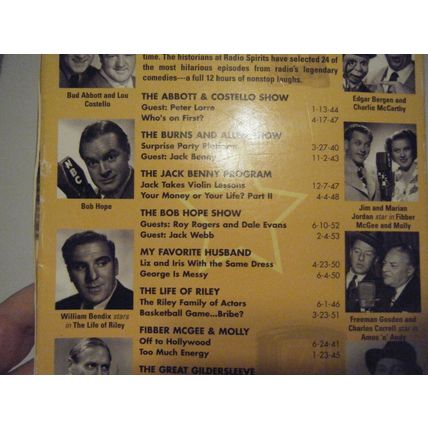 time. The historians at Radio Spirits have selected 24 of
the most hilarious episodes from radio's legendary
comedies—a full 12 hours of nonstop laughs.
Bud Abbott and Lou
Costello
Edgar Bergen and
Charlie McCarthy
THE ABBOTT & COSTELLO SHOW
Guest: Peter Lorre 1-13-44
Who's on First? 4-17-47
THE BURNS AND ALLEN SHOW
Surprise Party Platform 3-27-40
Guest: Jack Benny 11-2-43
THE JACK BENNY PROGRAM
Jack Takes Violin Lessons 12-7-47
Your Money or Your Life? Part II 4-4-48
NBC
Bob Hope
Jim and Marian
Jordan star in Fibber
McGee and Molly
THE BOB HOPE SHOW
Guests: Roy Rogers and Dale Evans 6-10-52
Guest: Jack Webb 2-4-53
MY FAVORITE HUSBAND
Liz and Iris With the Same Dress 4-23-50
George Is Messy 6-4-50
THE LIFE OF RILEY
The Riley Family of Actors 6-1-46
Basketball Game...Bribe? 3-23-51
William Bendix stars
in The Life of Riley
Freeman Gosden and
Charles Correll star in
Amos 'n' Andy
FIBBER MCGEE & MOLLY
Off to Hollywood 6-24-41
Too Much Energy 1-23-45
THE GREAT GILDERSLEEVE